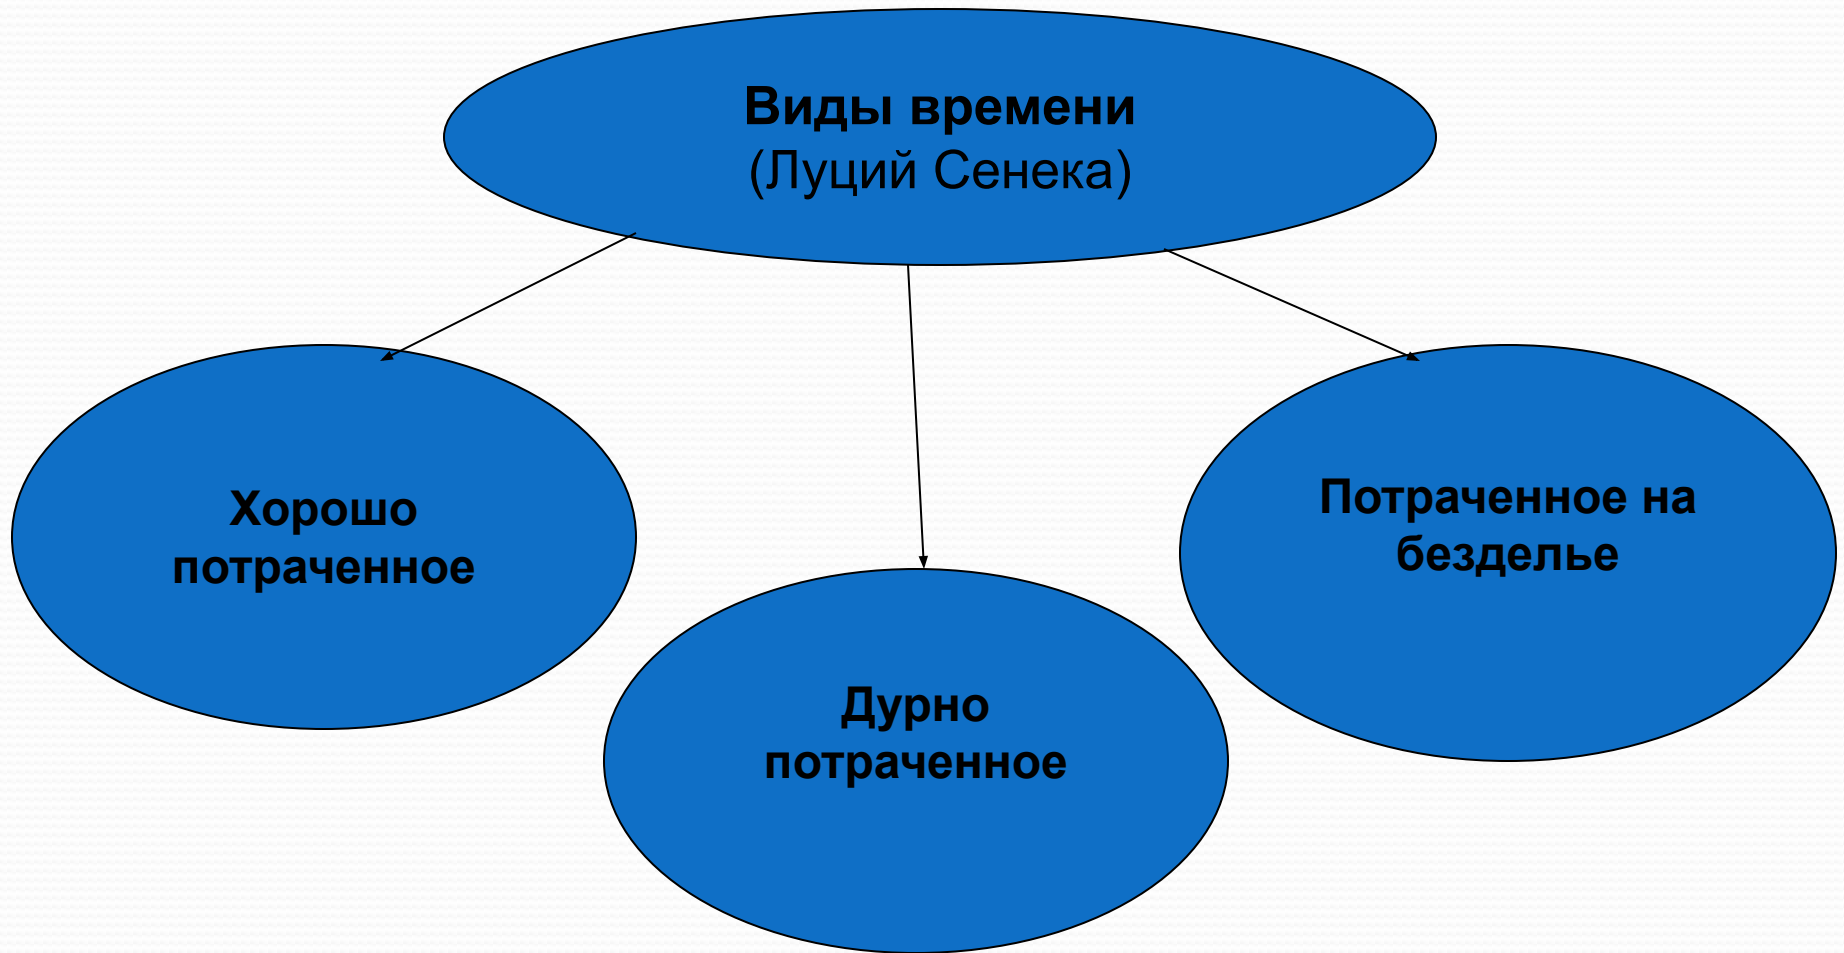 Виды времени
(Луций Сенека)
Хорошо
потраченное
Дурно
потраченное
Потраченное на
безделье